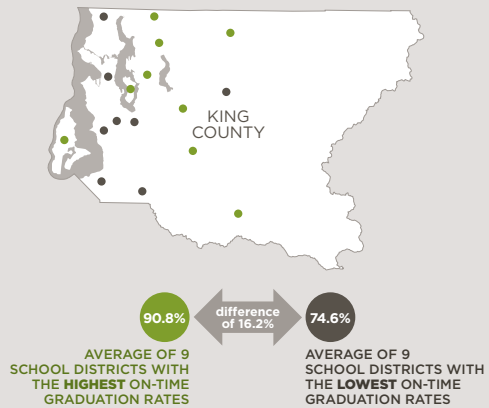 KING
COUNTY
90.8%
difference
of 16.2%
74.6%
AVERAGE OF 9
SCHOOL DISTRICTS WITH
THE HIGHEST ON-TIME
GRADUATION RATES
AVERAGE OF 9
SCHOOL DISTRICTS WITH
THE LOWEST ON-TIME
GRADUATION RATES